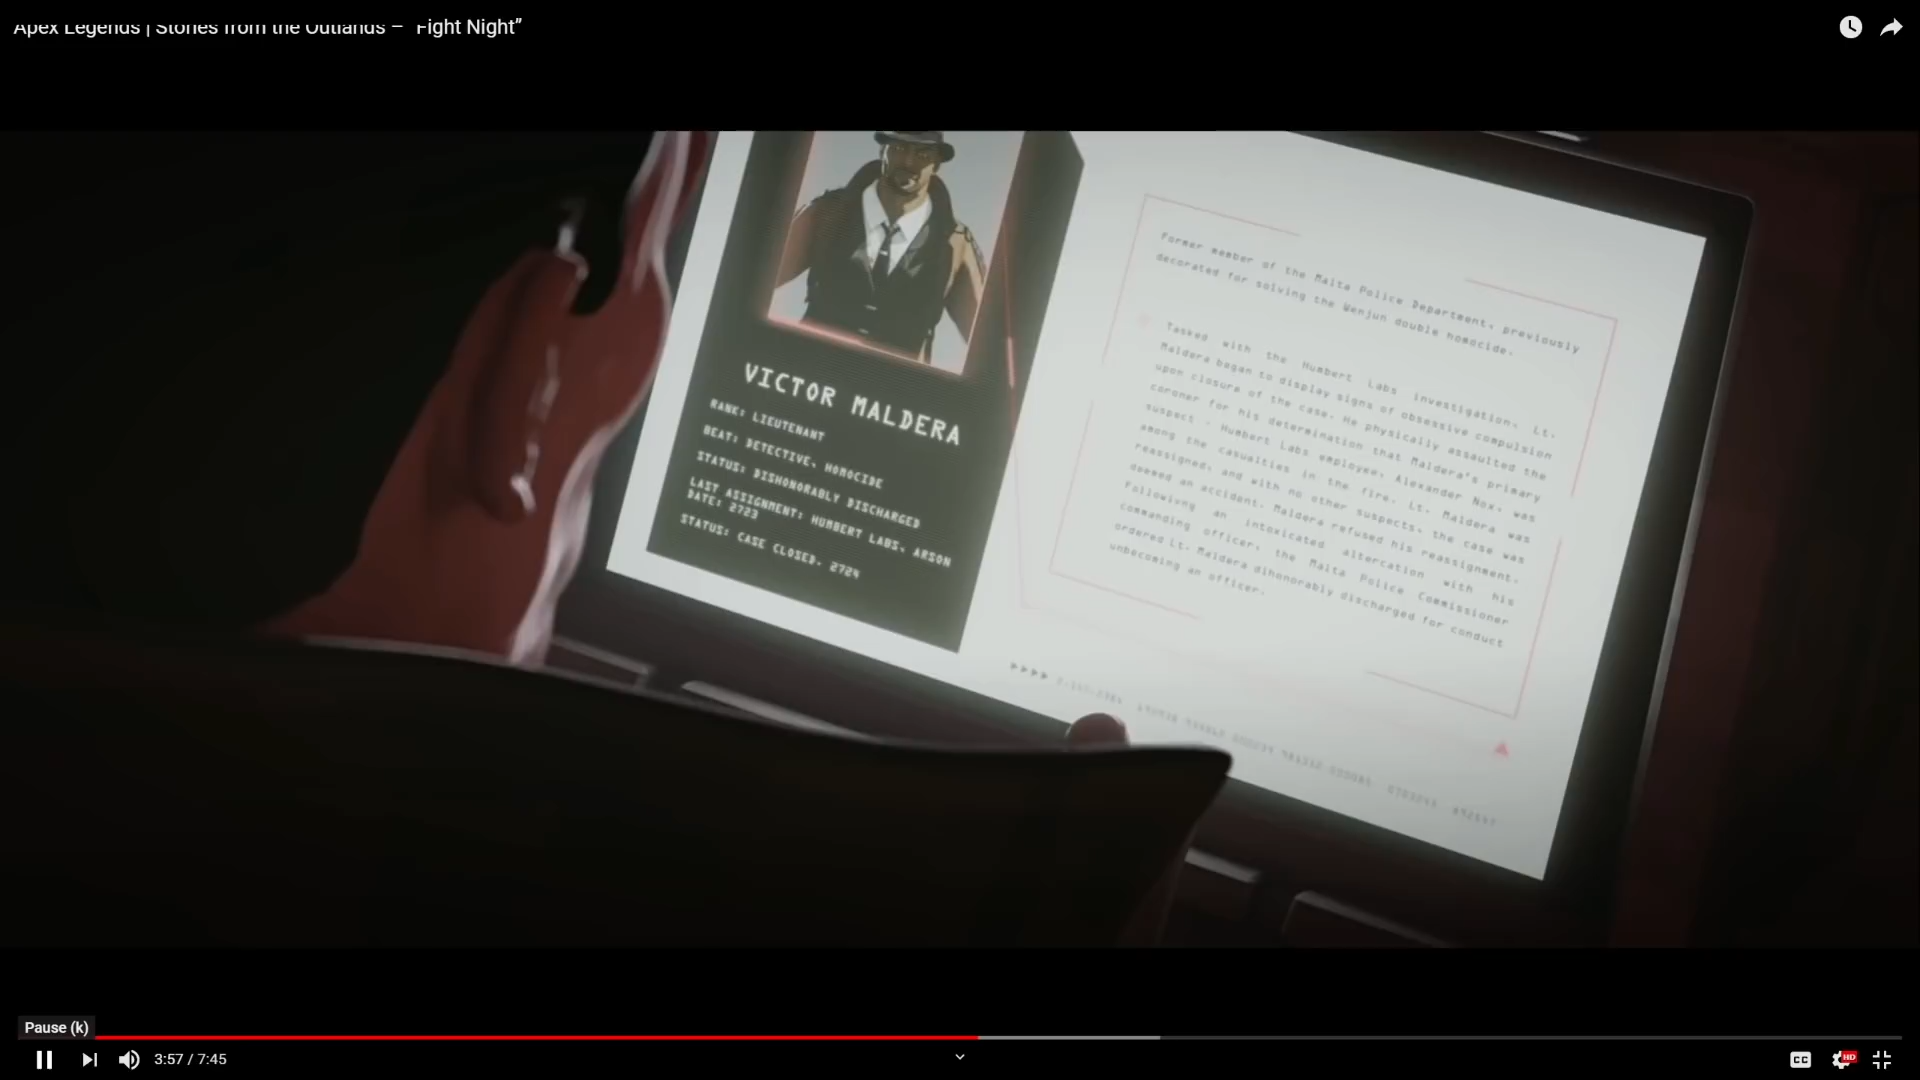 Apex Legends | Stories from the Outlands – "Fight Night"
VICTOR MALDERA
RANK: LIEUTENANT
BEAT: DETECTIVE, HOMOCIDE
STATUS: DISHONORABLY DISCHARGED
LAST ASSIGNMENT: HUMBERT LABS, ARSON
DATE: 2723
STATUS: CASE CLOSED, 2724
Former member of the Malta Police Department, previously
decorated for solving the Wenjun double homocide.
Tasked with the Humbert Labs investigation, Lt.
Maldera began to display signs of obsessive compulsion
upon closure of the case. He physically assaulted the
coroner for his determination that Maldera's primary
suspect - Humbert Labs employee, Alexander Nox, was
among the casualties in the fire. Lt. Maldera was
reassigned, and with no other suspects, the case was
deemed an accident. Maldera refused his reassignment.
Followivng an intoxicated altercation with his
commanding officer, the Malta Police Commissioner
ordered Lt. Maldera dihonorably discharged for conduct
unbecoming an officer.
Pause (k)
3:57 / 7:45
CC
HD